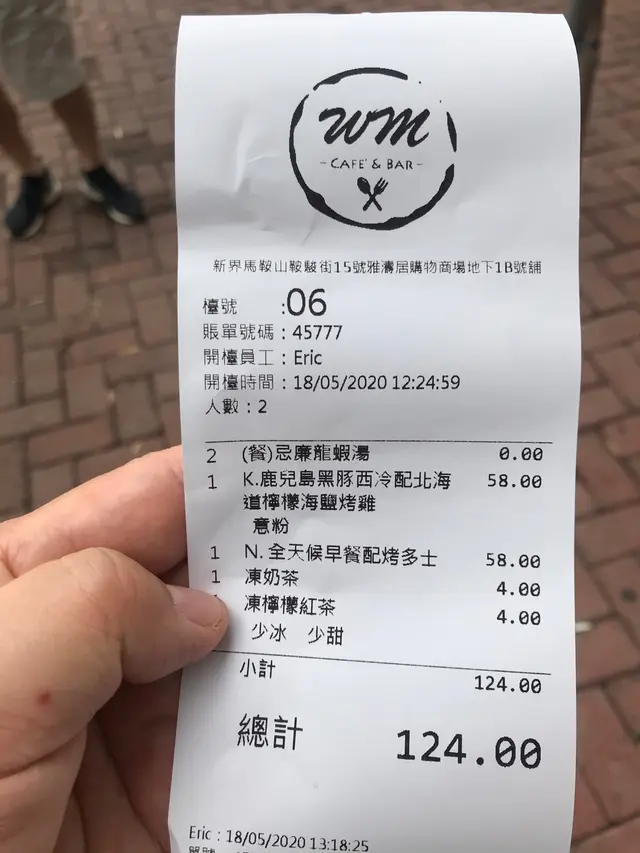 WM
- CAFE' & BAR -
新界馬鞍山鞍駿街15號雅濤居購物商場地下1B號舖
檯號 :06
賬單號碼：45777
開檯員工：Eric
開檯時間：18/05/2020 12:24:59
人數：2
2 (餐)忌廉龍蝦湯 0.00
1 K.鹿兒島黑豚西冷配北海 58.00
道檸檬海鹽烤雞
意粉
1 N. 全天候早餐配烤多士 58.00
1 凍奶茶 4.00
凍檸檬紅茶 4.00
少冰 少甜
小計 124.00
總計 124.00
Eric：18/05/2020 13:18:25